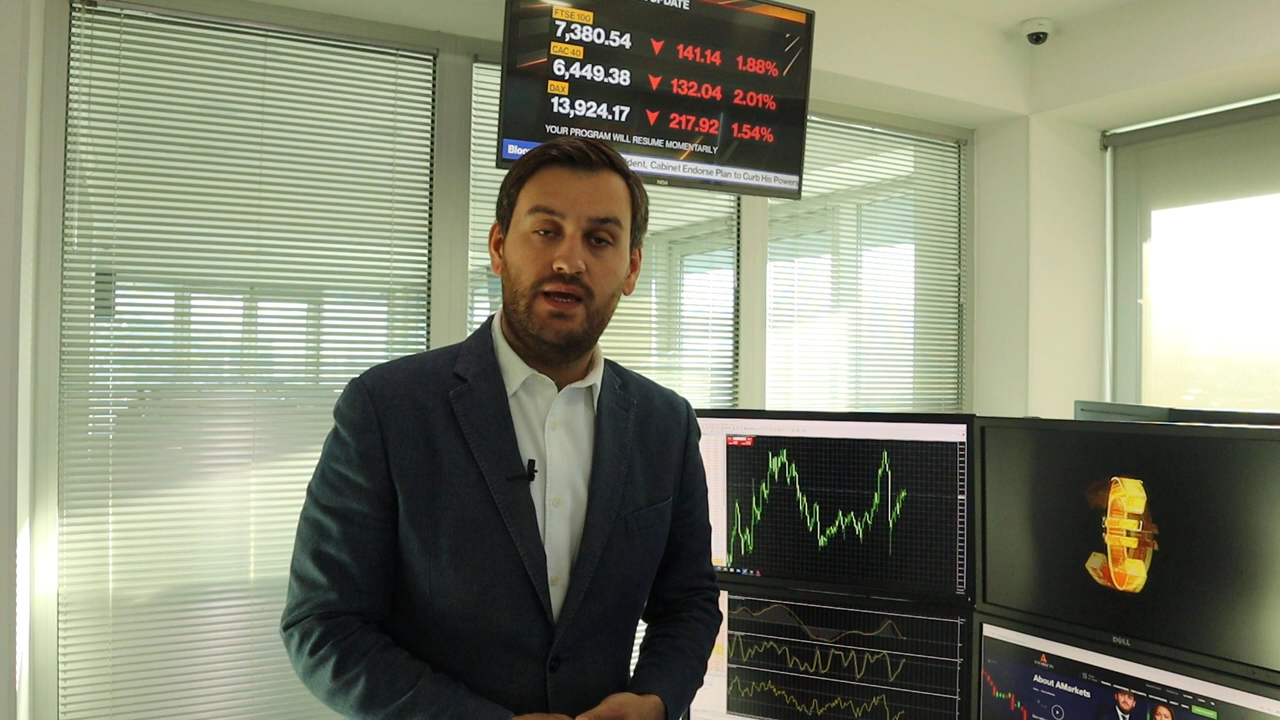 UPDATE
FTSE 100
7,380.54 141.14 1.88%
CAC 40
6,449.38 132.04 2.01%
DAX
13,924.17 217.92 1.54%
YOUR PROGRAM WILL RESUME MOMENTARILY
Cabinet Endorse Plan to Curb His Powers
DELL
About AMarkets